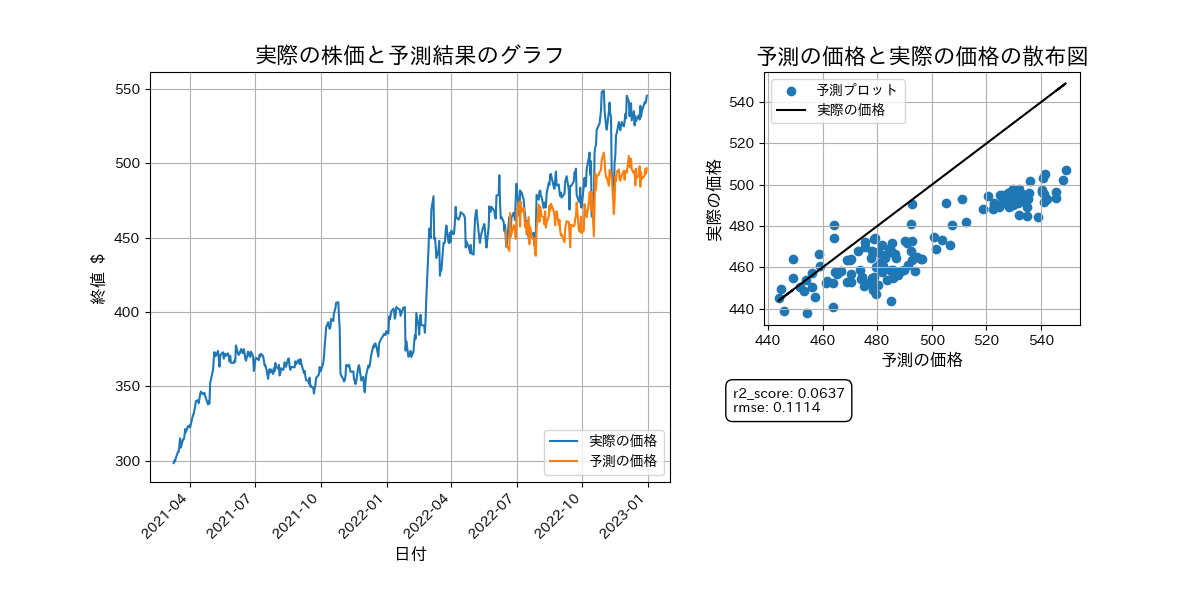 実際の株価と予測結果のグラフ
550
500
450
400
350
300
終値 $
実際の価格
予測の価格
2021-04
2021-07
2021-10
2022-01
2022-04
2022-07
2022-10
2023-01
日付
予測の価格と実際の価格の散布図
予測プロット
実際の価格
540
520
500
480
460
440
実際の価格
440
460
480
500
520
540
予測の価格
r2_score: 0.0637
rmse: 0.1114